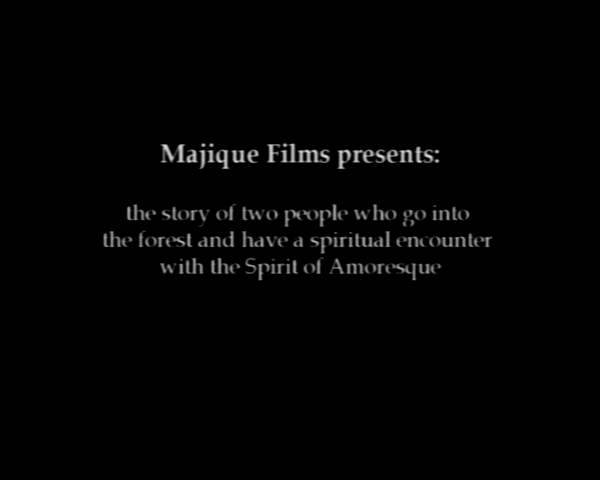 Majique Films presents:
the story of two people who go into
the forest and have a spiritual encounter
with the Spirit of Amoresque